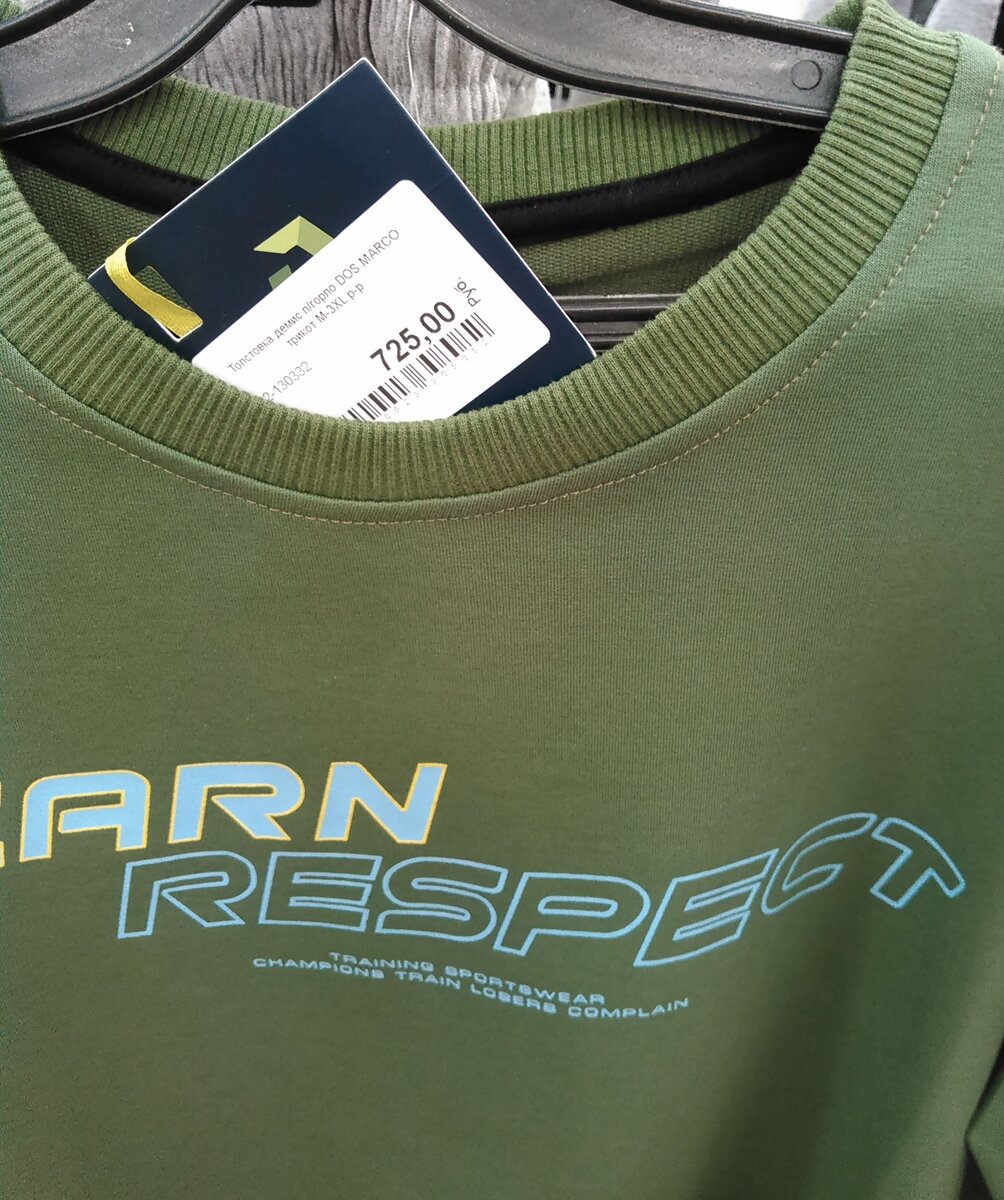 Толстовка демис п/горло DOS MARCO
трикот M-3XL р-р
2-130332
725,00 Руб.
EARN
RESPECT
TRAINING SPORTSWEAR
CHAMPIONS TRAIN LOSERS COMPLAIN